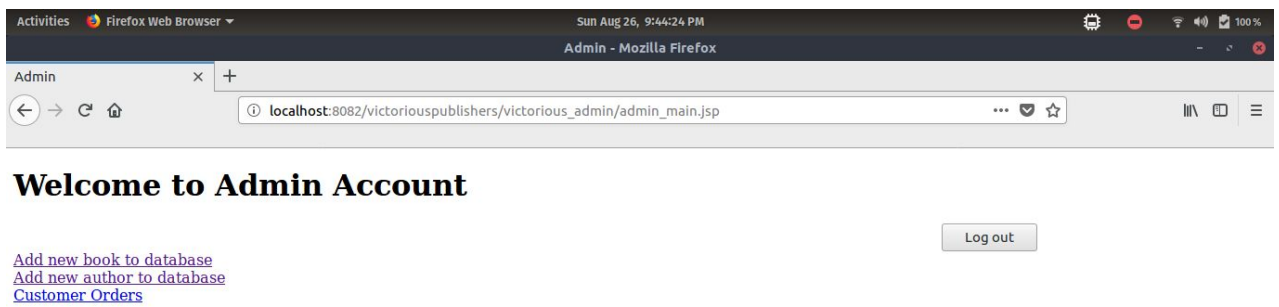 Activities Firefox Web Browser Sun Aug 26, 9:44:24 PM 100 %
Admin - Mozilla Firefox
Admin
localhost:8082/victoriouspublishers/victorious_admin/admin_main.jsp
Welcome to Admin Account
Log out
Add new book to database
Add new author to database
Customer Orders